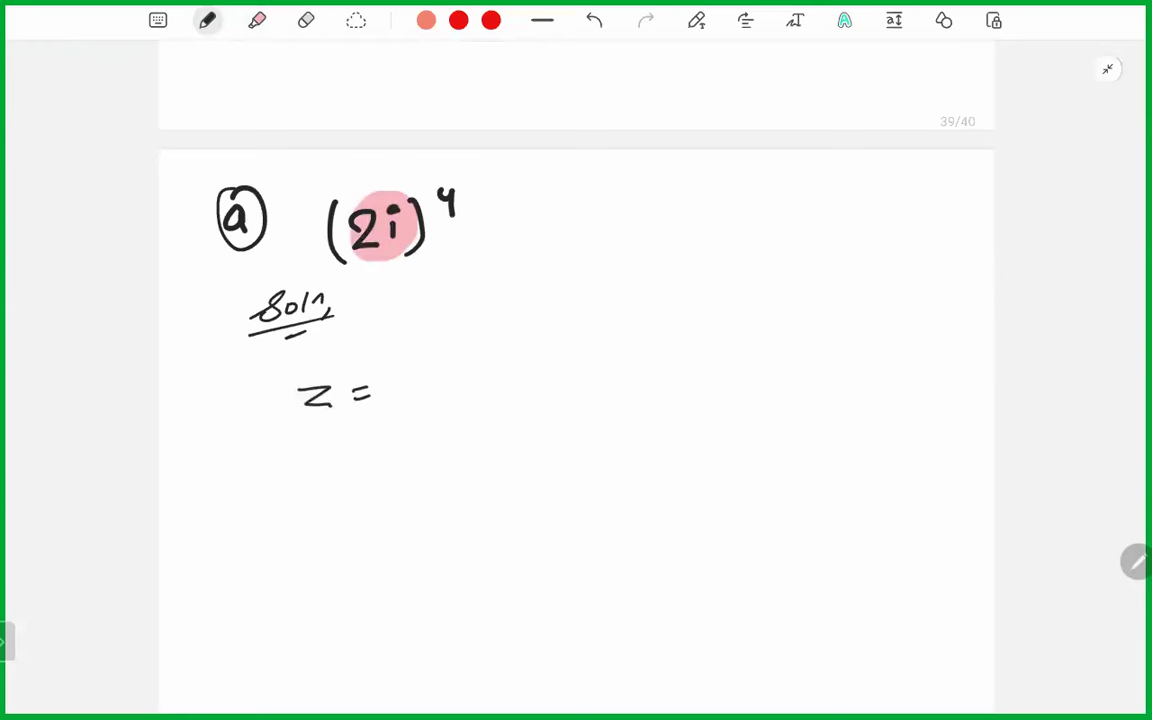 39/40
a (2i)⁴
Soln,
z =